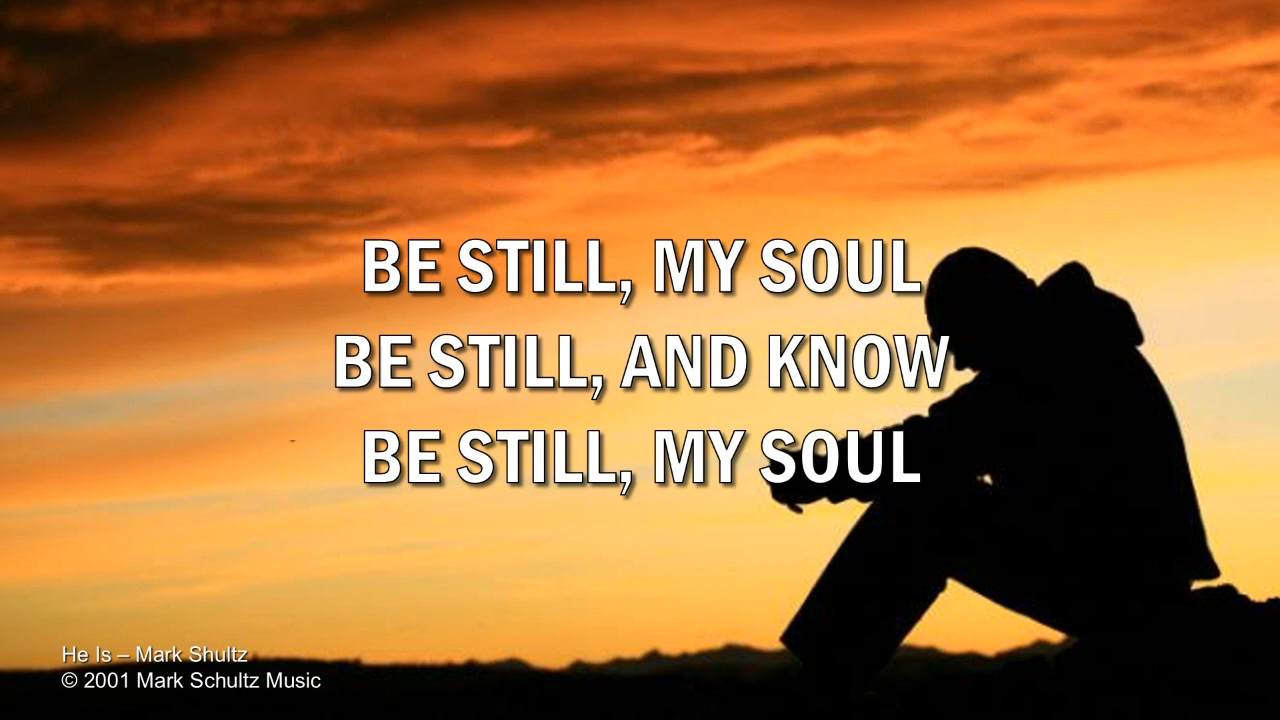 BE STILL, MY SOUL
BE STILL, AND KNOW
BE STILL, MY SOUL
He Is – Mark Shultz
© 2001 Mark Schultz Music